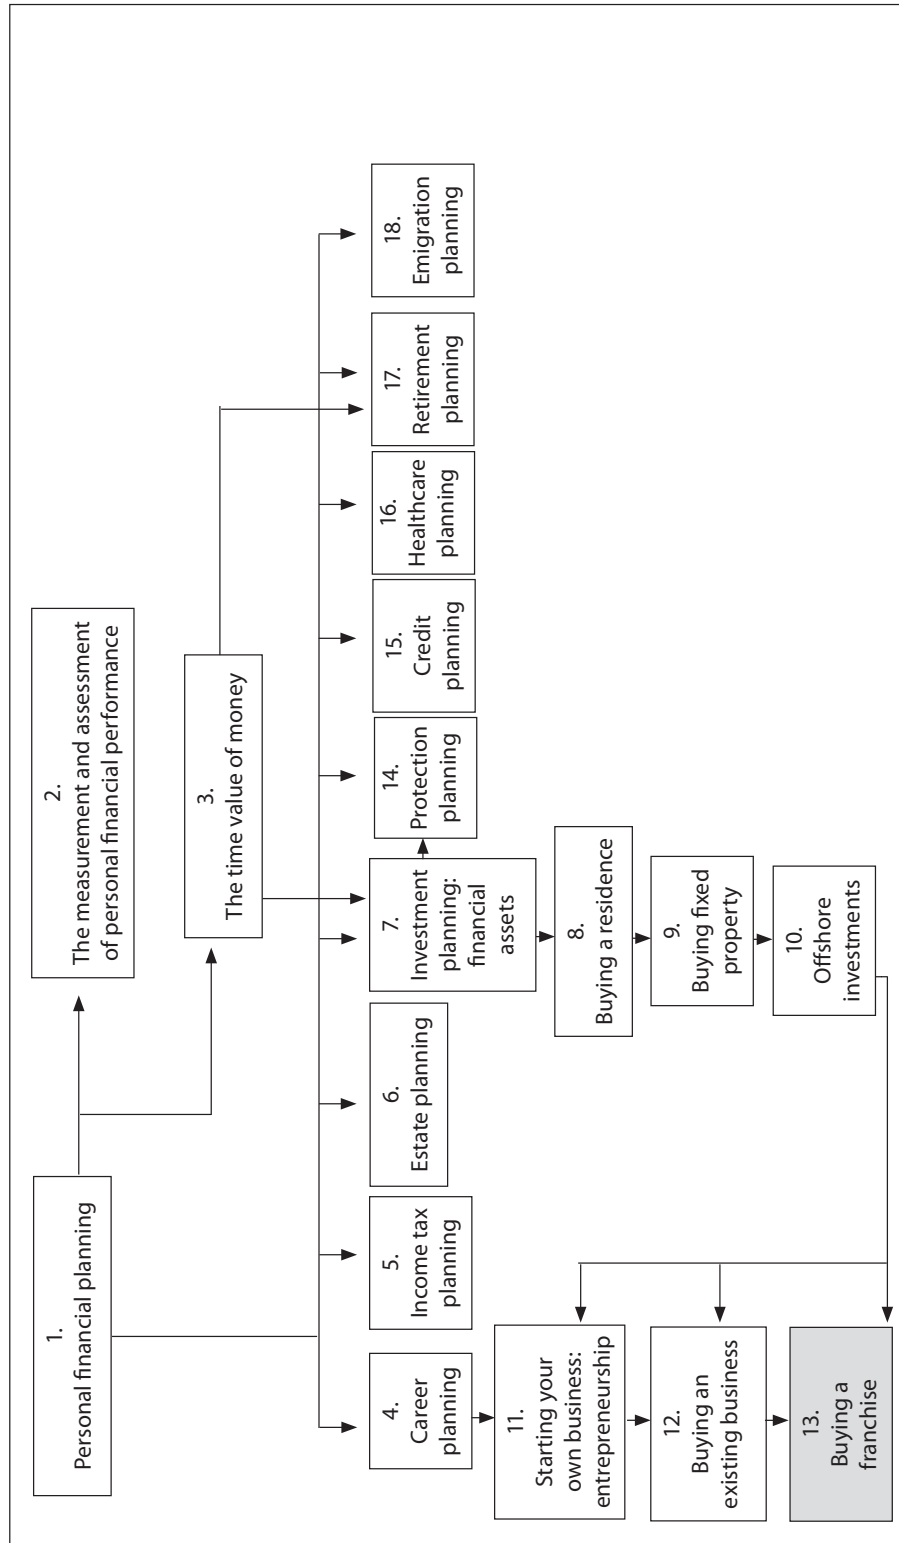 1.
Personal financial planning
2.
The measurement and assessment
of personal financial performance
3.
The time value of money
4.
Career
planning
5.
Income tax
planning
6.
Estate planning
7.
Investment
planning:
financial
assets
14.
Protection
planning
15.
Credit
planning
16.
Healthcare
planning
17.
Retirement
planning
18.
Emigration
planning
8.
Buying a residence
9.
Buying fixed
property
10.
Offshore
investments
11.
Starting your
own business:
entrepreneurship
12.
Buying an
existing business
13.
Buying a
franchise